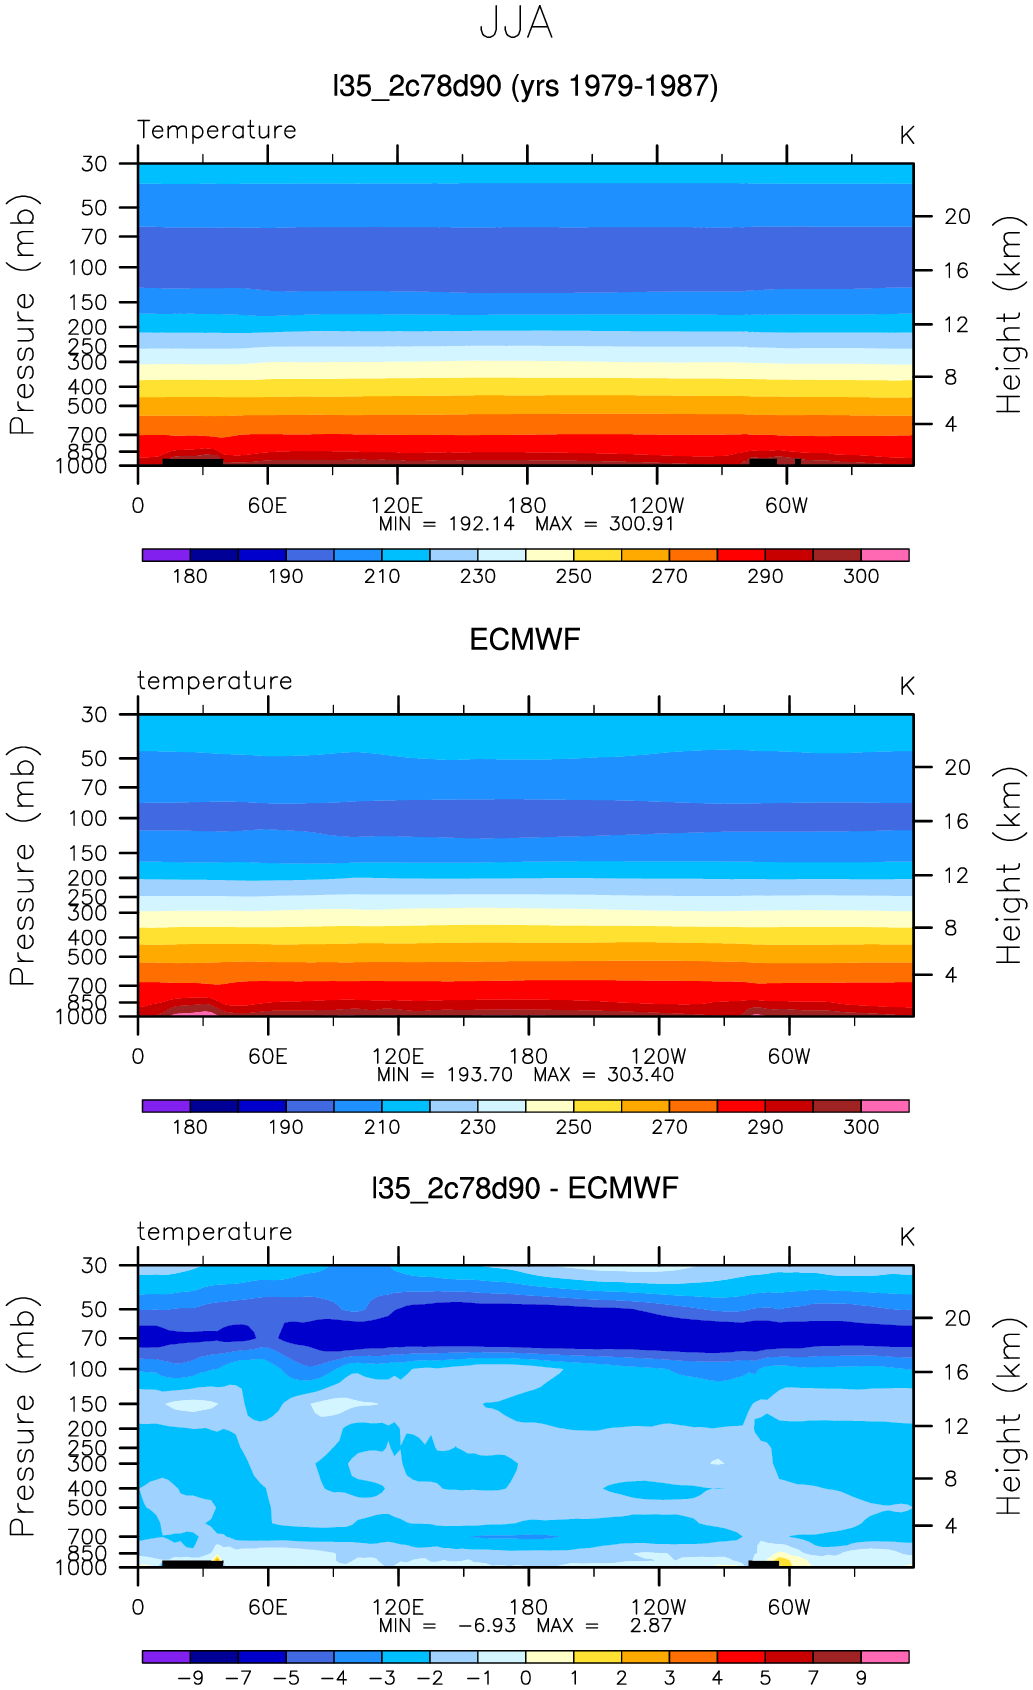 JJA
l35_2c78d90 (yrs 1979-1987)
Temperature K
30
50
70
100
150
200
250
300
400
500
700
850
1000
Pressure (mb)
20
16
12
8
4
Height (km)
0 60E 120E 180 120W 60W
MIN = 192.14 MAX = 300.91
180 190 210 230 250 270 290 300
ECMWF
temperature K
30
50
70
100
150
200
250
300
400
500
700
850
1000
Pressure (mb)
20
16
12
8
4
Height (km)
0 60E 120E 180 120W 60W
MIN = 193.70 MAX = 303.40
180 190 210 230 250 270 290 300
l35_2c78d90 - ECMWF
temperature K
30
50
70
100
150
200
250
300
400
500
700
850
1000
Pressure (mb)
20
16
12
8
4
Height (km)
0 60E 120E 180 120W 60W
MIN = -6.93 MAX = 2.87
-9 -7 -5 -4 -3 -2 -1 0 1 2 3 4 5 7 9